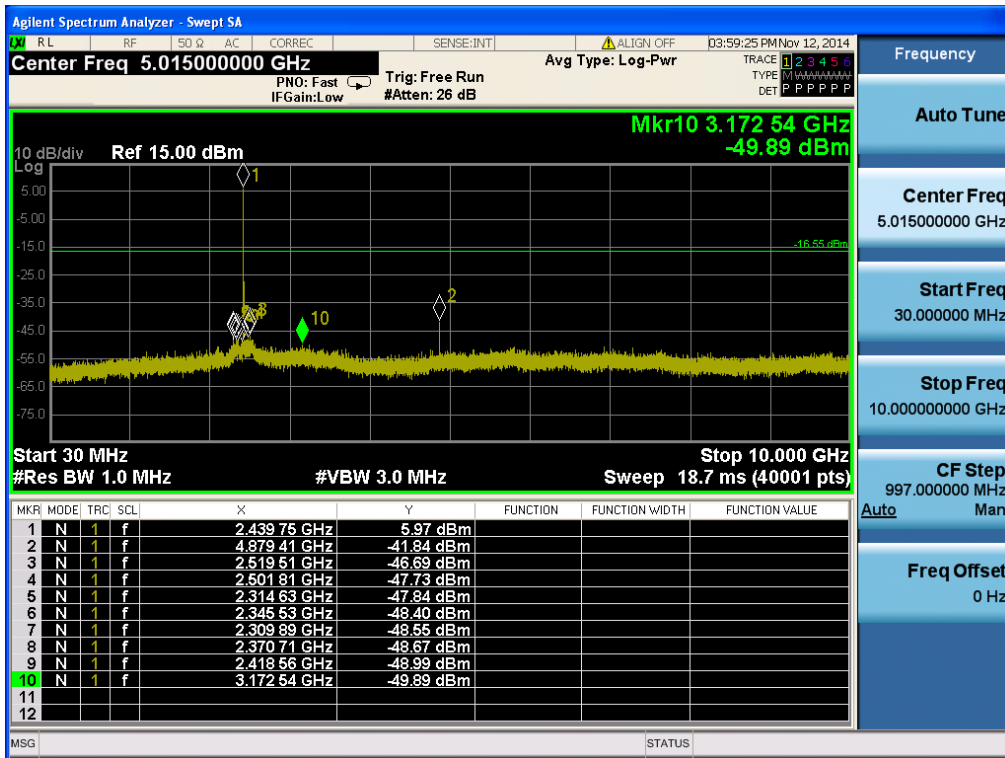 Agilent Spectrum Analyzer - Swept SA
LXI RL RF 50 Ω AC CORREC SENSE:INT ALIGN OFF 03:59:25 PM Nov 12, 2014
Center Freq 5.015000000 GHz
PNO: Fast
IFGain:Low
Trig: Free Run
#Atten: 26 dB
Avg Type: Log-Pwr
TRACE 1 2 3 4 5 6
TYPE M W W W W W
DET P P P P P P
Mkr10 3.172 54 GHz
-49.89 dBm
10 dB/div Ref 15.00 dBm
Log
5.00
-5.00
-15.0
-25.0
-35.0
-45.0
-55.0
-65.0
-75.0
1
-16.55 dBm
2
10
Start 30 MHz Stop 10.000 GHz
#Res BW 1.0 MHz #VBW 3.0 MHz Sweep 18.7 ms (40001 pts)
MKR MODE TRC SCL X Y FUNCTION FUNCTION WIDTH FUNCTION VALUE
1 N 1 f 2.439 75 GHz 5.97 dBm
2 N 1 f 4.879 41 GHz -41.84 dBm
3 N 1 f 2.519 51 GHz -46.69 dBm
4 N 1 f 2.501 81 GHz -47.73 dBm
5 N 1 f 2.314 63 GHz -47.84 dBm
6 N 1 f 2.345 53 GHz -48.40 dBm
7 N 1 f 2.309 89 GHz -48.55 dBm
8 N 1 f 2.370 71 GHz -48.67 dBm
9 N 1 f 2.418 56 GHz -48.99 dBm
10 N 1 f 3.172 54 GHz -49.89 dBm
11
12
MSG STATUS
Frequency
Auto Tune
Center Freq
5.015000000 GHz
Start Freq
30.000000 MHz
Stop Freq
10.000000000 GHz
CF Step
997.000000 MHz
Auto Man
Freq Offset
0 Hz